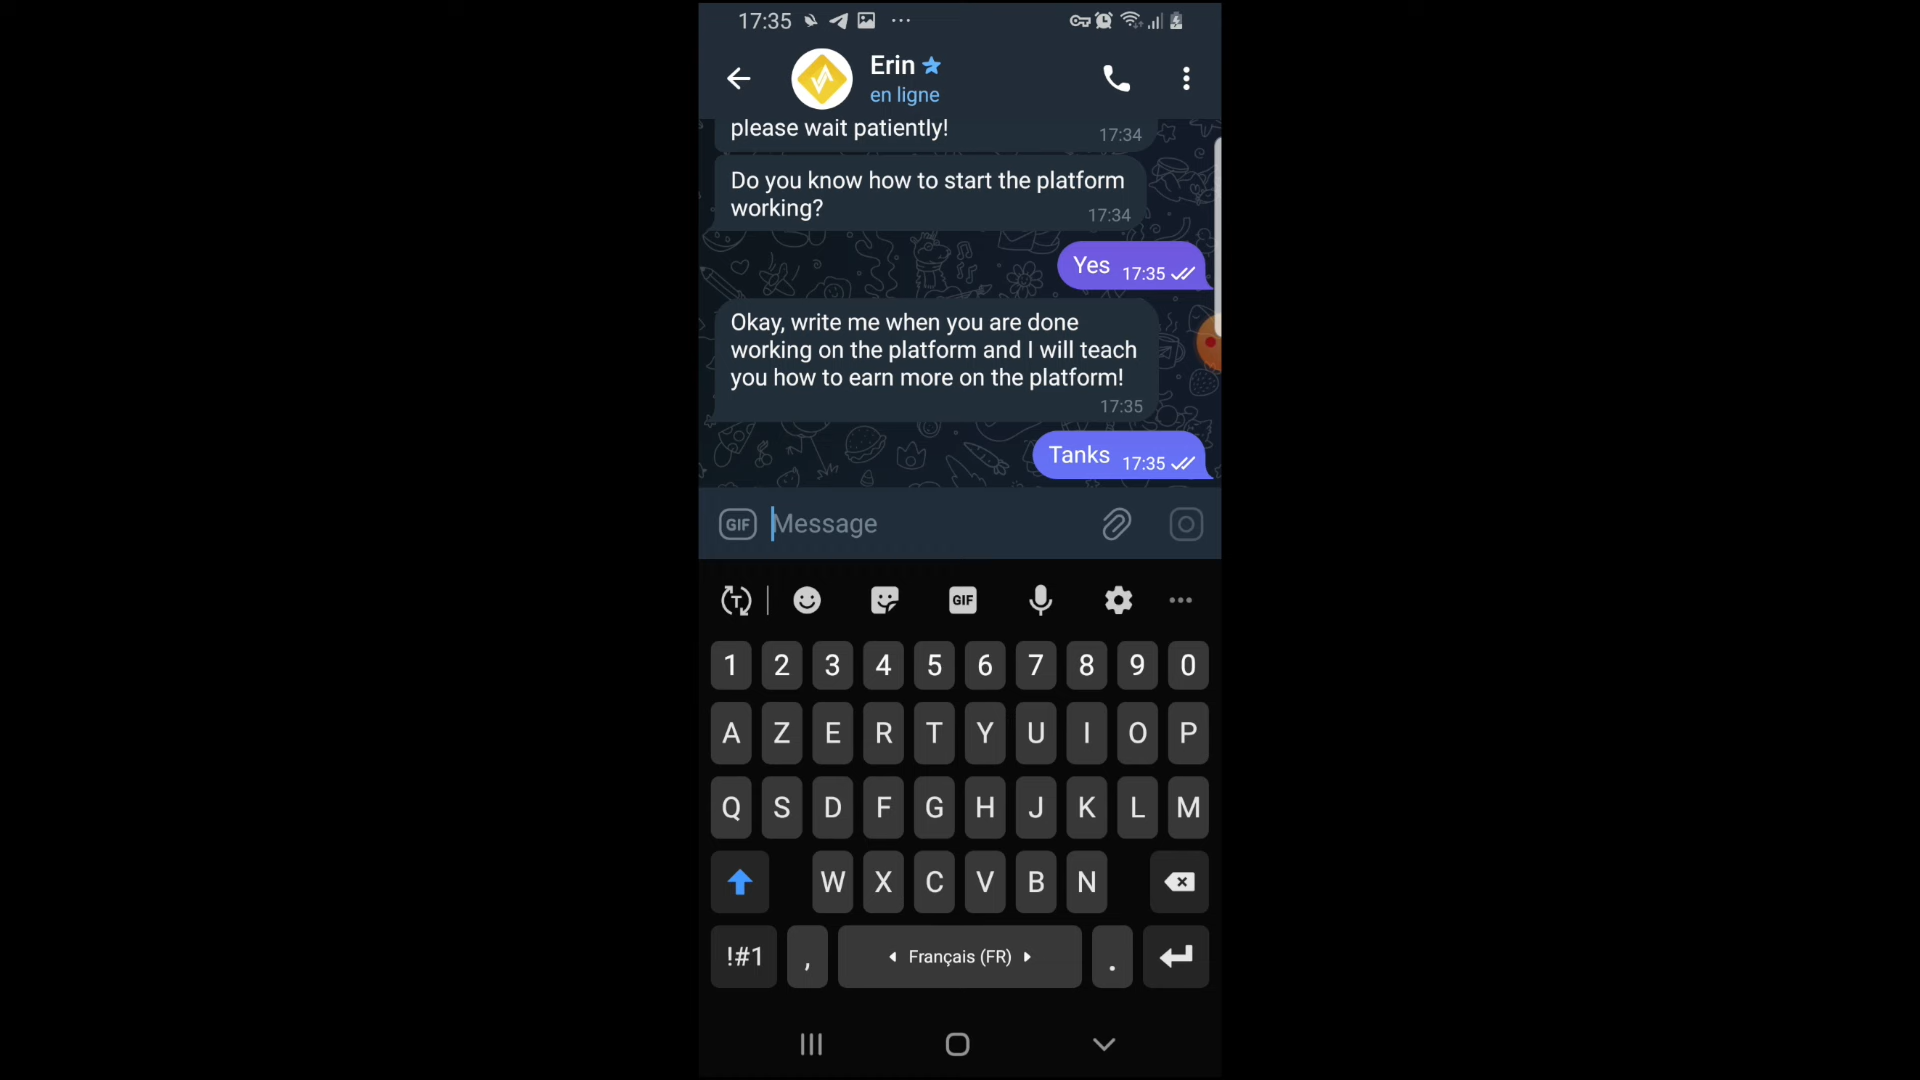 17:35
Erin
en ligne
please wait patiently!
17:34
Do you know how to start the platform
working?
17:34
Yes 17:35
Okay, write me when you are done
working on the platform and I will teach
you how to earn more on the platform!
17:35
Tanks 17:35
GIF Message
T GIF
1 2 3 4 5 6 7 8 9 0
A Z E R T Y U I O P
Q S D F G H J K L M
W X C V B N
!#1 , Français (FR) .